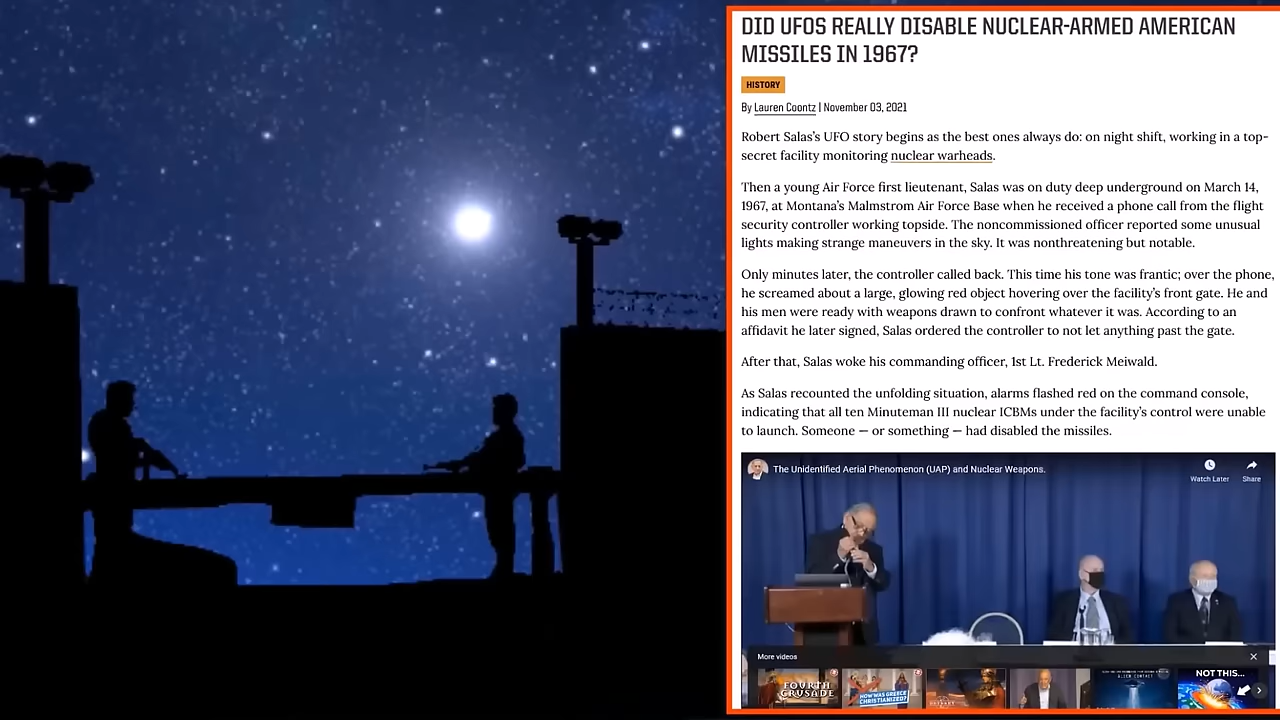 DID UFOS REALLY DISABLE NUCLEAR-ARMED AMERICAN
MISSILES IN 1967?
HISTORY
By Lauren Coontz | November 03, 2021
Robert Salas's UFO story begins as the best ones always do: on night shift, working in a top-
secret facility monitoring nuclear warheads.
Then a young Air Force first lieutenant, Salas was on duty deep underground on March 14,
1967, at Montana's Malmstrom Air Force Base when he received a phone call from the flight
security controller working topside. The noncommissioned officer reported some unusual
lights making strange maneuvers in the sky. It was nonthreatening but notable.
Only minutes later, the controller called back. This time his tone was frantic; over the phone,
he screamed about a large, glowing red object hovering over the facility's front gate. He and
his men were ready with weapons drawn to confront whatever it was. According to an
affidavit he later signed, Salas ordered the controller to not let anything past the gate.
After that, Salas woke his commanding officer, 1st Lt. Frederick Meiwald.
As Salas recounted the unfolding situation, alarms flashed red on the command console,
indicating that all ten Minuteman III nuclear ICBMs under the facility's control were unable
to launch. Someone — or something — had disabled the missiles.
The Unidentified Aerial Phenomenon (UAP) and Nuclear Weapons.
Watch Later
Share
More videos
FOURTH
CRUSADE
HOW WAS GREECE
CHRISTIANIZED?
ALIEN CONTACT
NOT THIS...